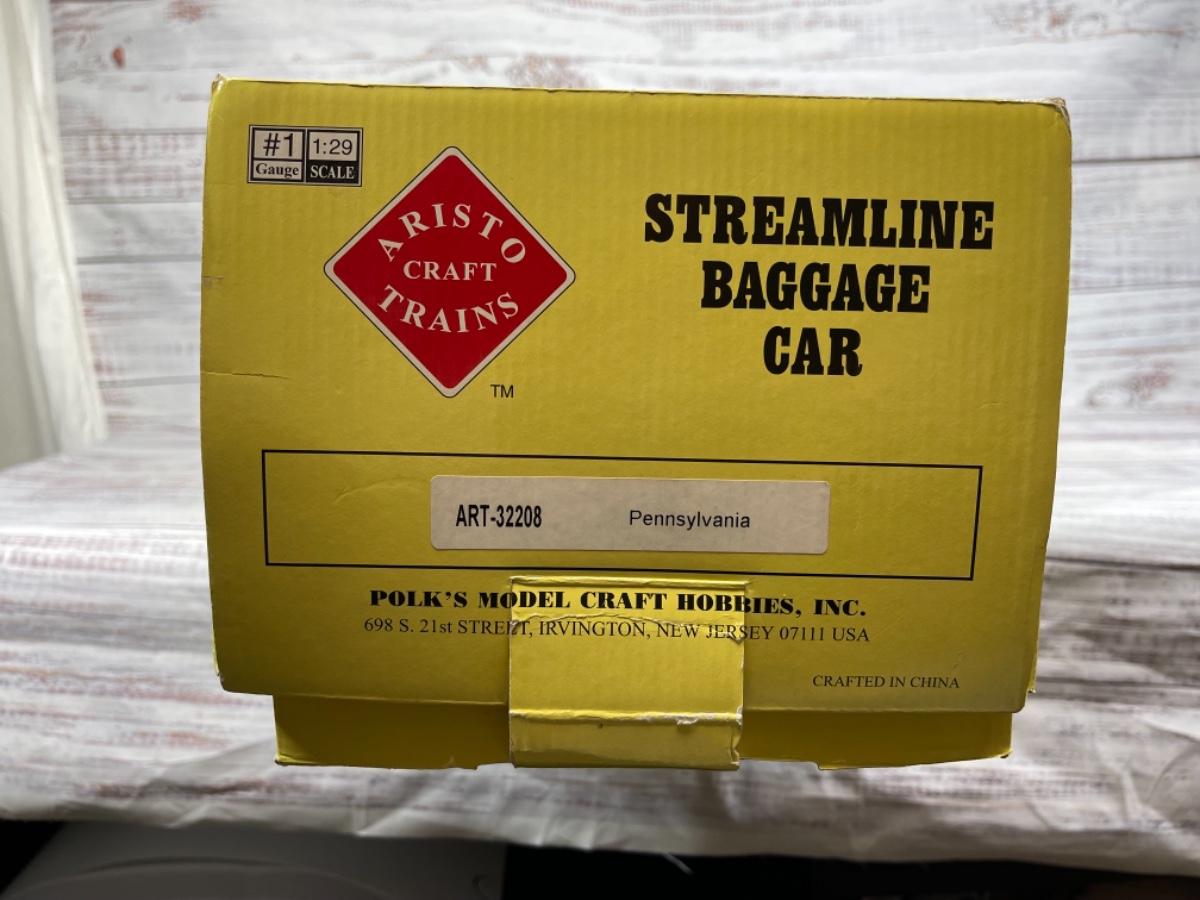 #1 1:29
Gauge SCALE
ARISTO
CRAFT
TRAINS
TM
STREAMLINE
BAGGAGE
CAR
ART-32208 Pennsylvania
POLK'S MODEL CRAFT HOBBIES, INC.
698 S. 21st STREET, IRVINGTON, NEW JERSEY 07111 USA
CRAFTED IN CHINA